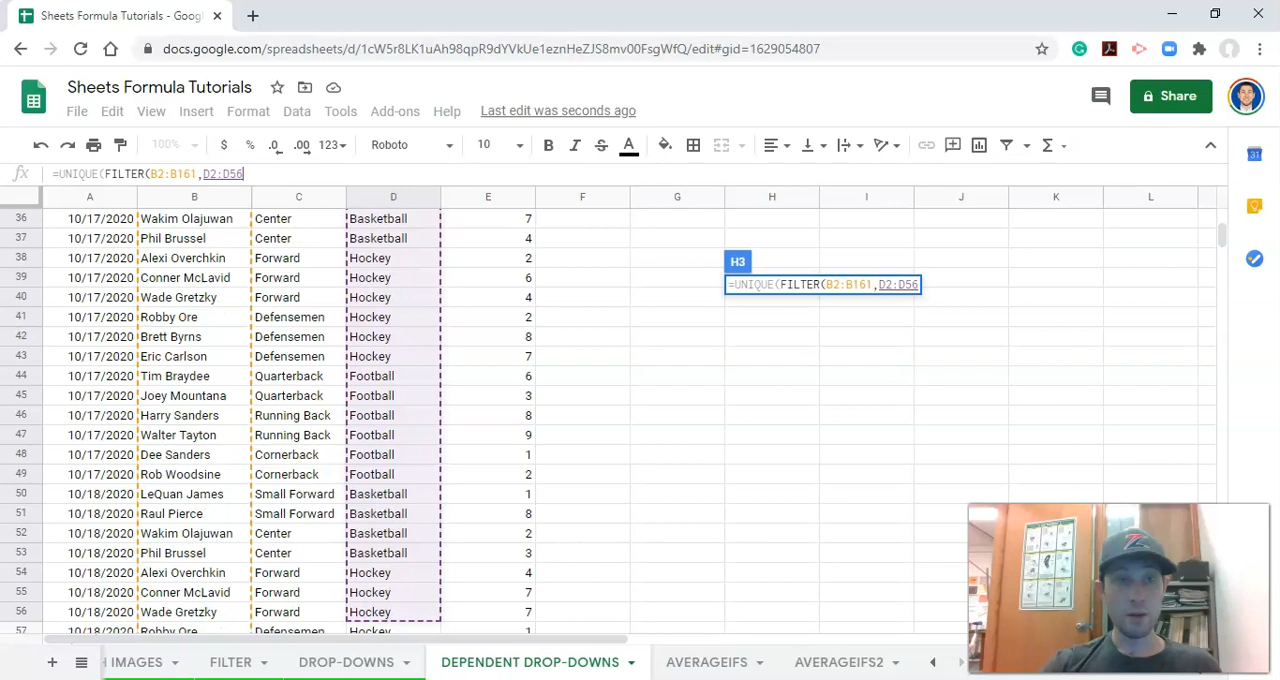 Sheets Formula Tutorials - Goog
docs.google.com/spreadsheets/d/1cW5r8LK1uAh98qpR9dYVkUe1eznHeZJS8mv00FsgWfQ/edit#gid=1629054807
Sheets Formula Tutorials
File Edit View Insert Format Data Tools Add-ons Help Last edit was seconds ago
Share
100% $ % .0 .00 123 Roboto 10 B I S A Σ
fx =UNIQUE(FILTER(B2:B161,D2:D56
A B C D E F G H I J K L
36 10/17/2020 Wakim Olajuwan Center Basketball 7
37 10/17/2020 Phil Brussel Center Basketball 4
38 10/17/2020 Alexi Overchkin Forward Hockey 2
39 10/17/2020 Conner McLavid Forward Hockey 6
40 10/17/2020 Wade Gretzky Forward Hockey 4
41 10/17/2020 Robby Ore Defensemen Hockey 2
42 10/17/2020 Brett Byrns Defensemen Hockey 8
43 10/17/2020 Eric Carlson Defensemen Hockey 7
44 10/17/2020 Tim Braydee Quarterback Football 6
45 10/17/2020 Joey Mountana Quarterback Football 3
46 10/17/2020 Harry Sanders Running Back Football 8
47 10/17/2020 Walter Tayton Running Back Football 9
48 10/17/2020 Dee Sanders Cornerback Football 1
49 10/17/2020 Rob Woodsine Cornerback Football 2
50 10/18/2020 LeQuan James Small Forward Basketball 1
51 10/18/2020 Raul Pierce Small Forward Basketball 8
52 10/18/2020 Wakim Olajuwan Center Basketball 2
53 10/18/2020 Phil Brussel Center Basketball 3
54 10/18/2020 Alexi Overchkin Forward Hockey 4
55 10/18/2020 Conner McLavid Forward Hockey 7
56 10/18/2020 Wade Gretzky Forward Hockey 7
57 10/18/2020 Robby Ore Defensemen Hockey 1
H3
=UNIQUE(FILTER(B2:B161,D2:D56
31
H IMAGES FILTER DROP-DOWNS DEPENDENT DROP-DOWNS AVERAGEIFS AVERAGEIFS2